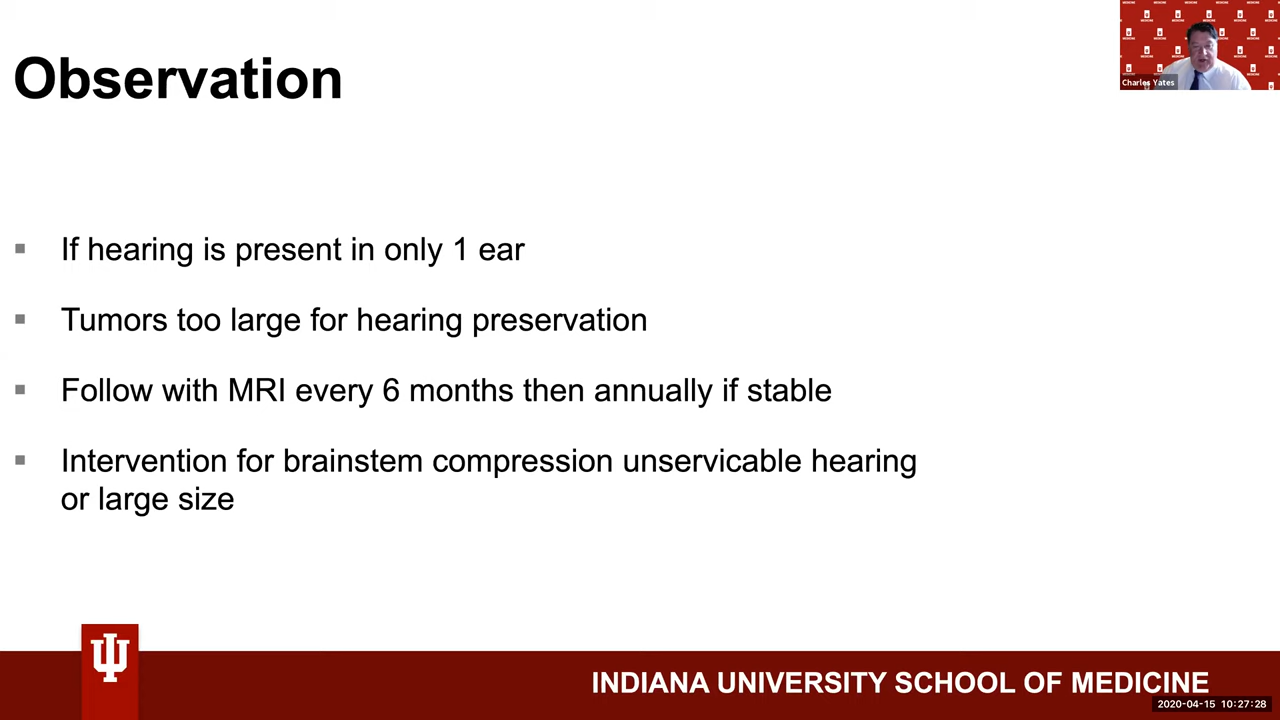 Observation
If hearing is present in only 1 ear
Tumors too large for hearing preservation
Follow with MRI every 6 months then annually if stable
Intervention for brainstem compression unservicable hearing
or large size
INDIANA UNIVERSITY SCHOOL OF MEDICINE
Charles Yates
2020-04-15 10:27:28